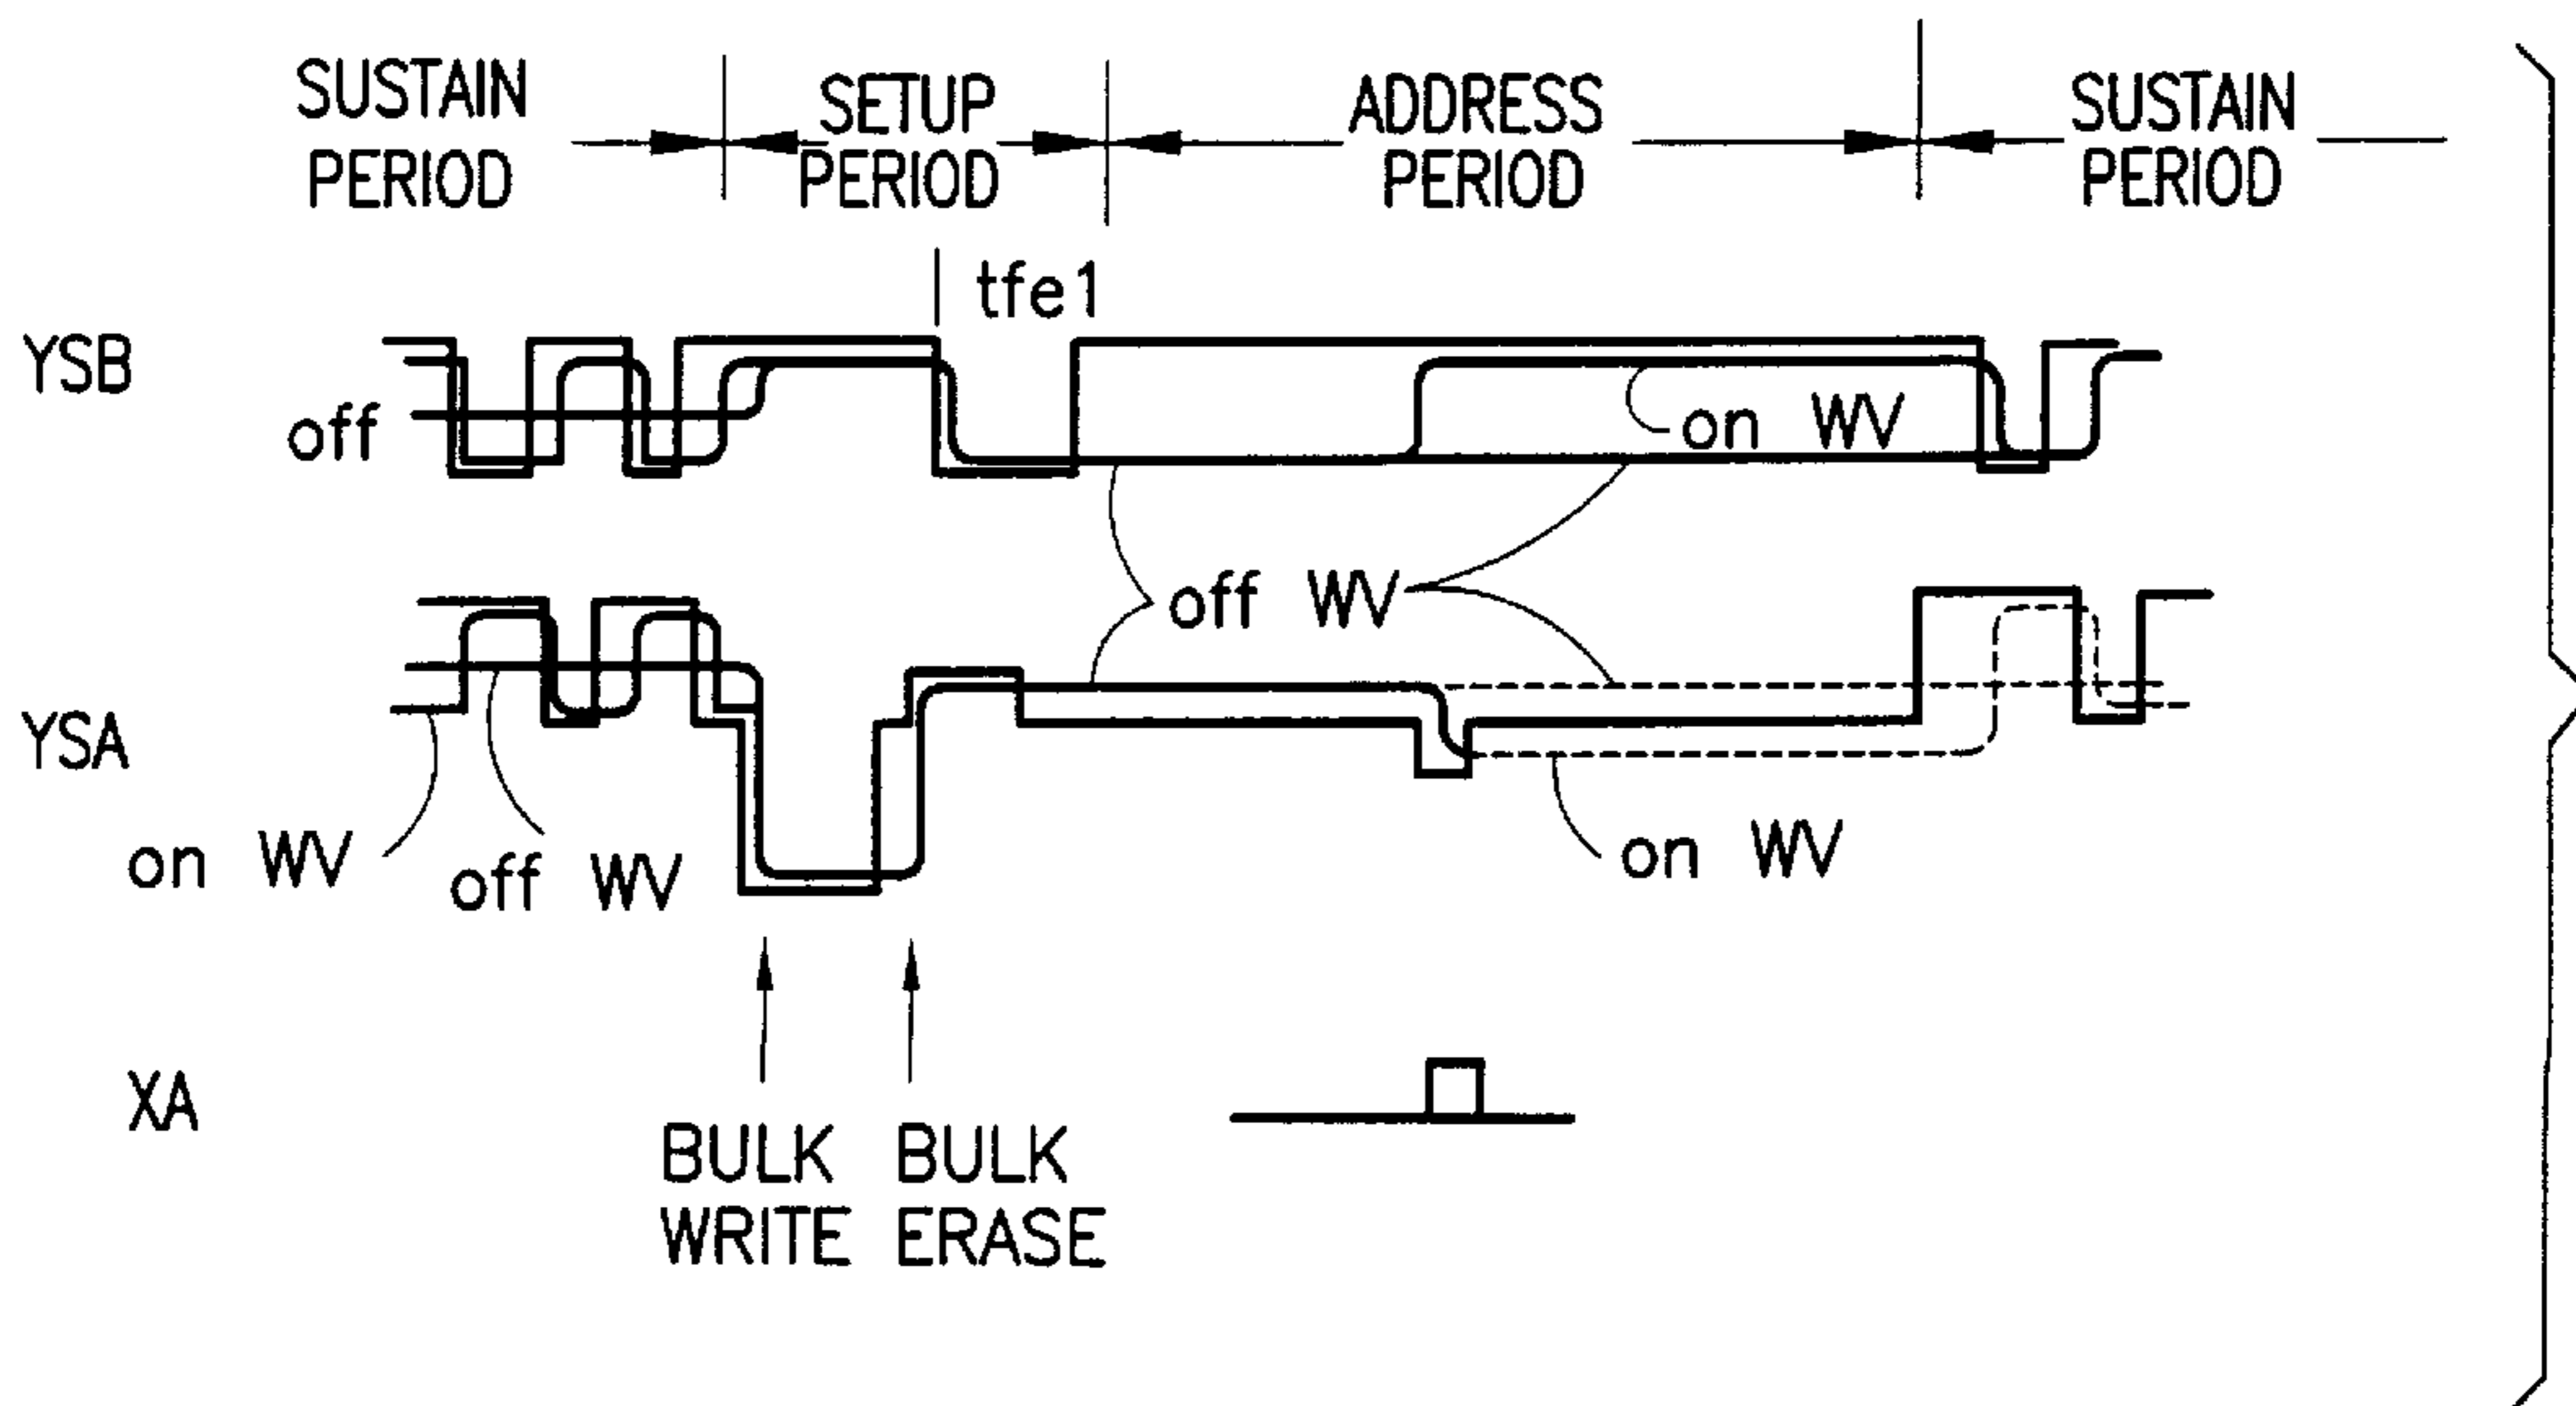 SUSTAIN PERIOD
SETUP PERIOD
ADDRESS PERIOD
SUSTAIN PERIOD
tfe1
YSB
off
on WV
off WV
YSA
on WV
off WV
on WV
XA
BULK WRITE
BULK ERASE